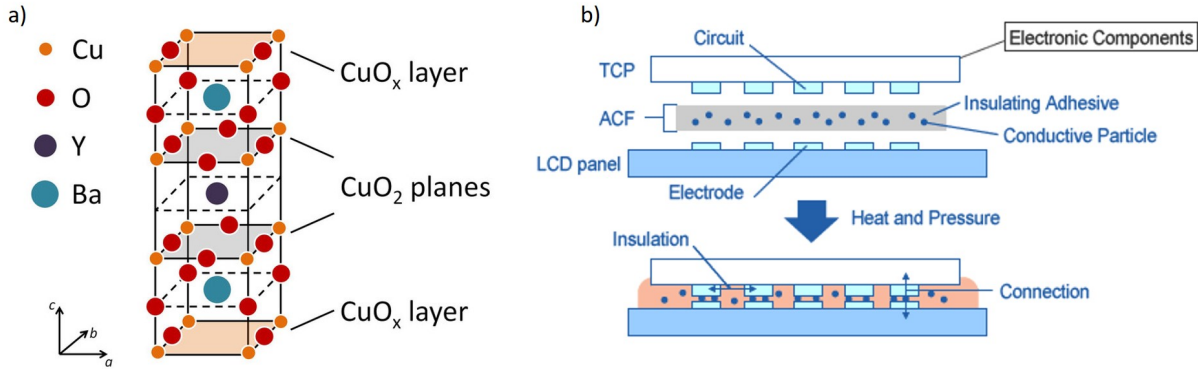 a)
Cu
O
Y
Ba
CuOₓ layer
CuO₂ planes
CuOₓ layer
c
b
a
b)
Circuit
Electronic Components
TCP
ACF
Insulating Adhesive
Conductive Particle
LCD panel
Electrode
Heat and Pressure
Insulation
Connection